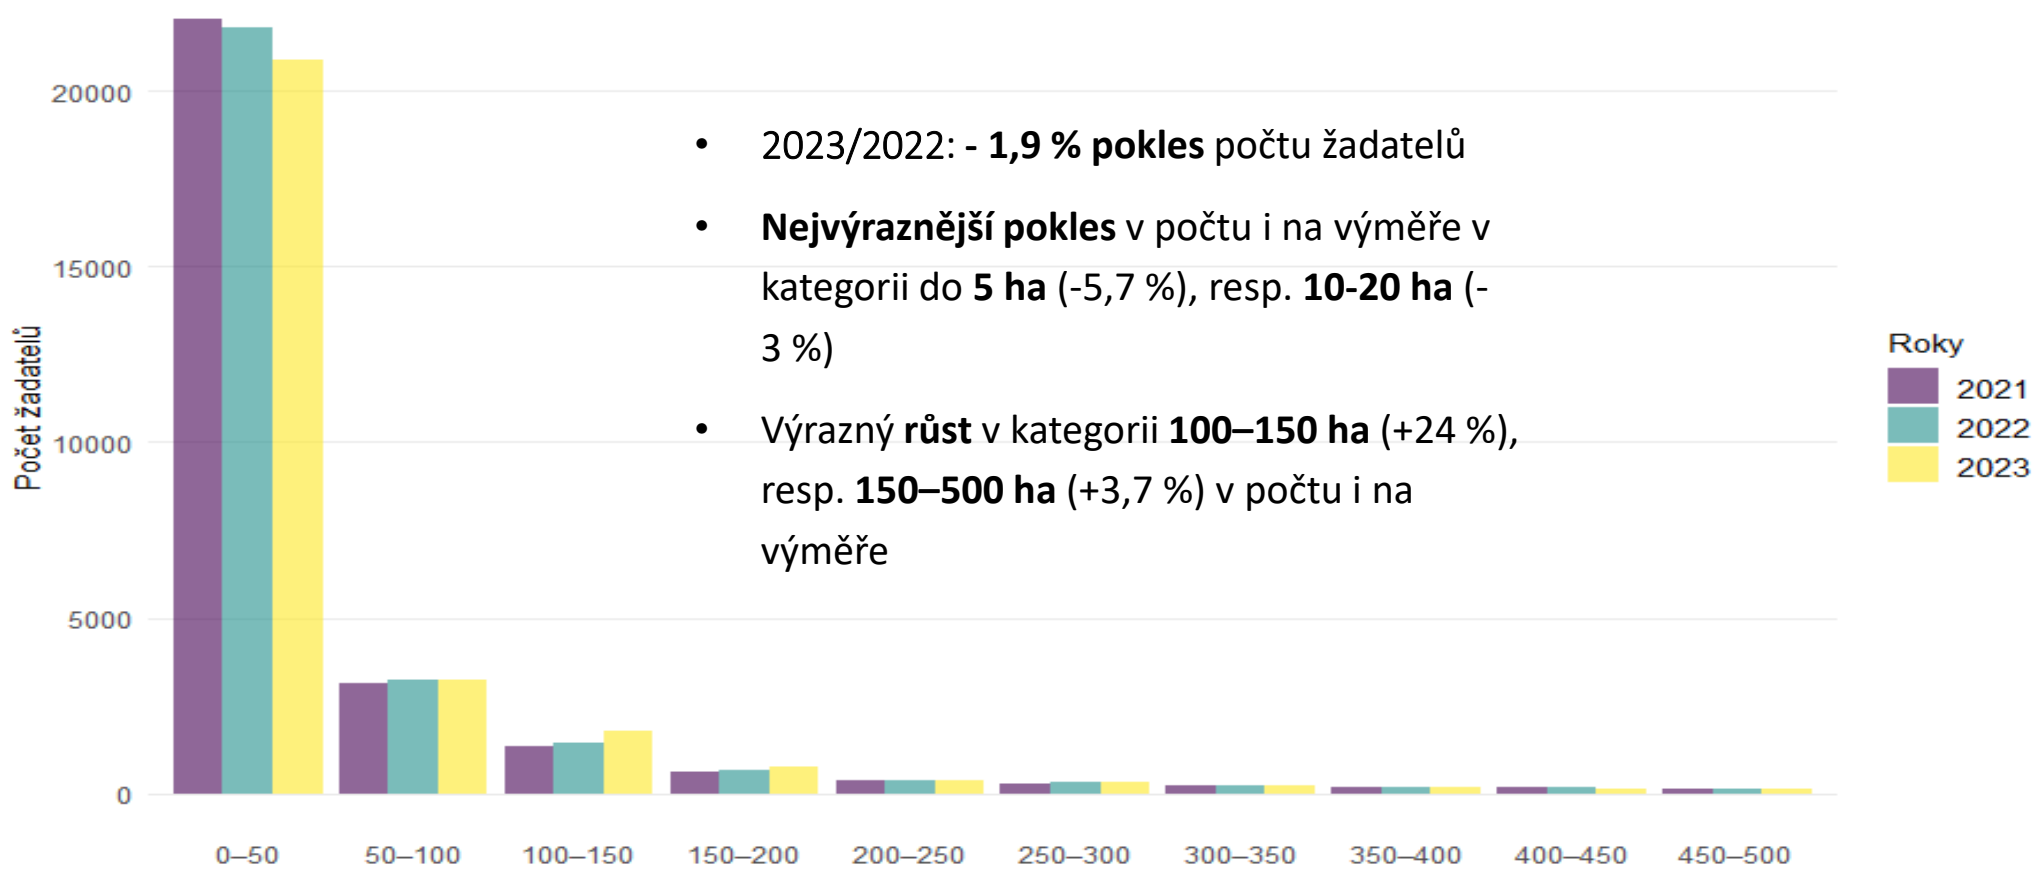 20000
15000
10000
5000
0
Počet žadatelů
• 2023/2022: - 1,9 % pokles počtu žadatelů
• Nejvýraznější pokles v počtu i na výměře v
kategorii do 5 ha (-5,7 %), resp. 10-20 ha (-
3 %)
• Výrazný růst v kategorii 100–150 ha (+24 %),
resp. 150–500 ha (+3,7 %) v počtu i na
výměře
Roky
2021
2022
2023
0–50 50–100 100–150 150–200 200–250 250–300 300–350 350–400 400–450 450–500